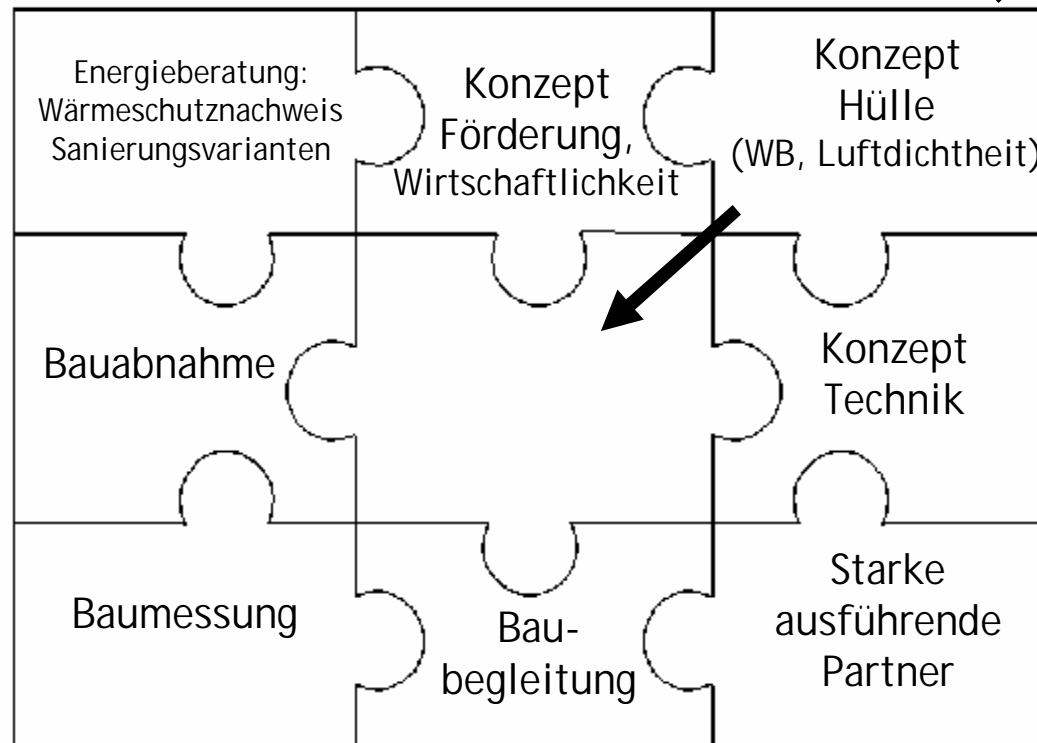 Energieberatung:
Wärmeschutznachweis
Sanierungsvarianten
Konzept
Förderung,
Wirtschaftlichkeit
Konzept
Hülle
(WB, Luftdichtheit)
Bauabnahme
Konzept
Technik
Baumessung
Bau-
begleitung
Starke
ausführende
Partner